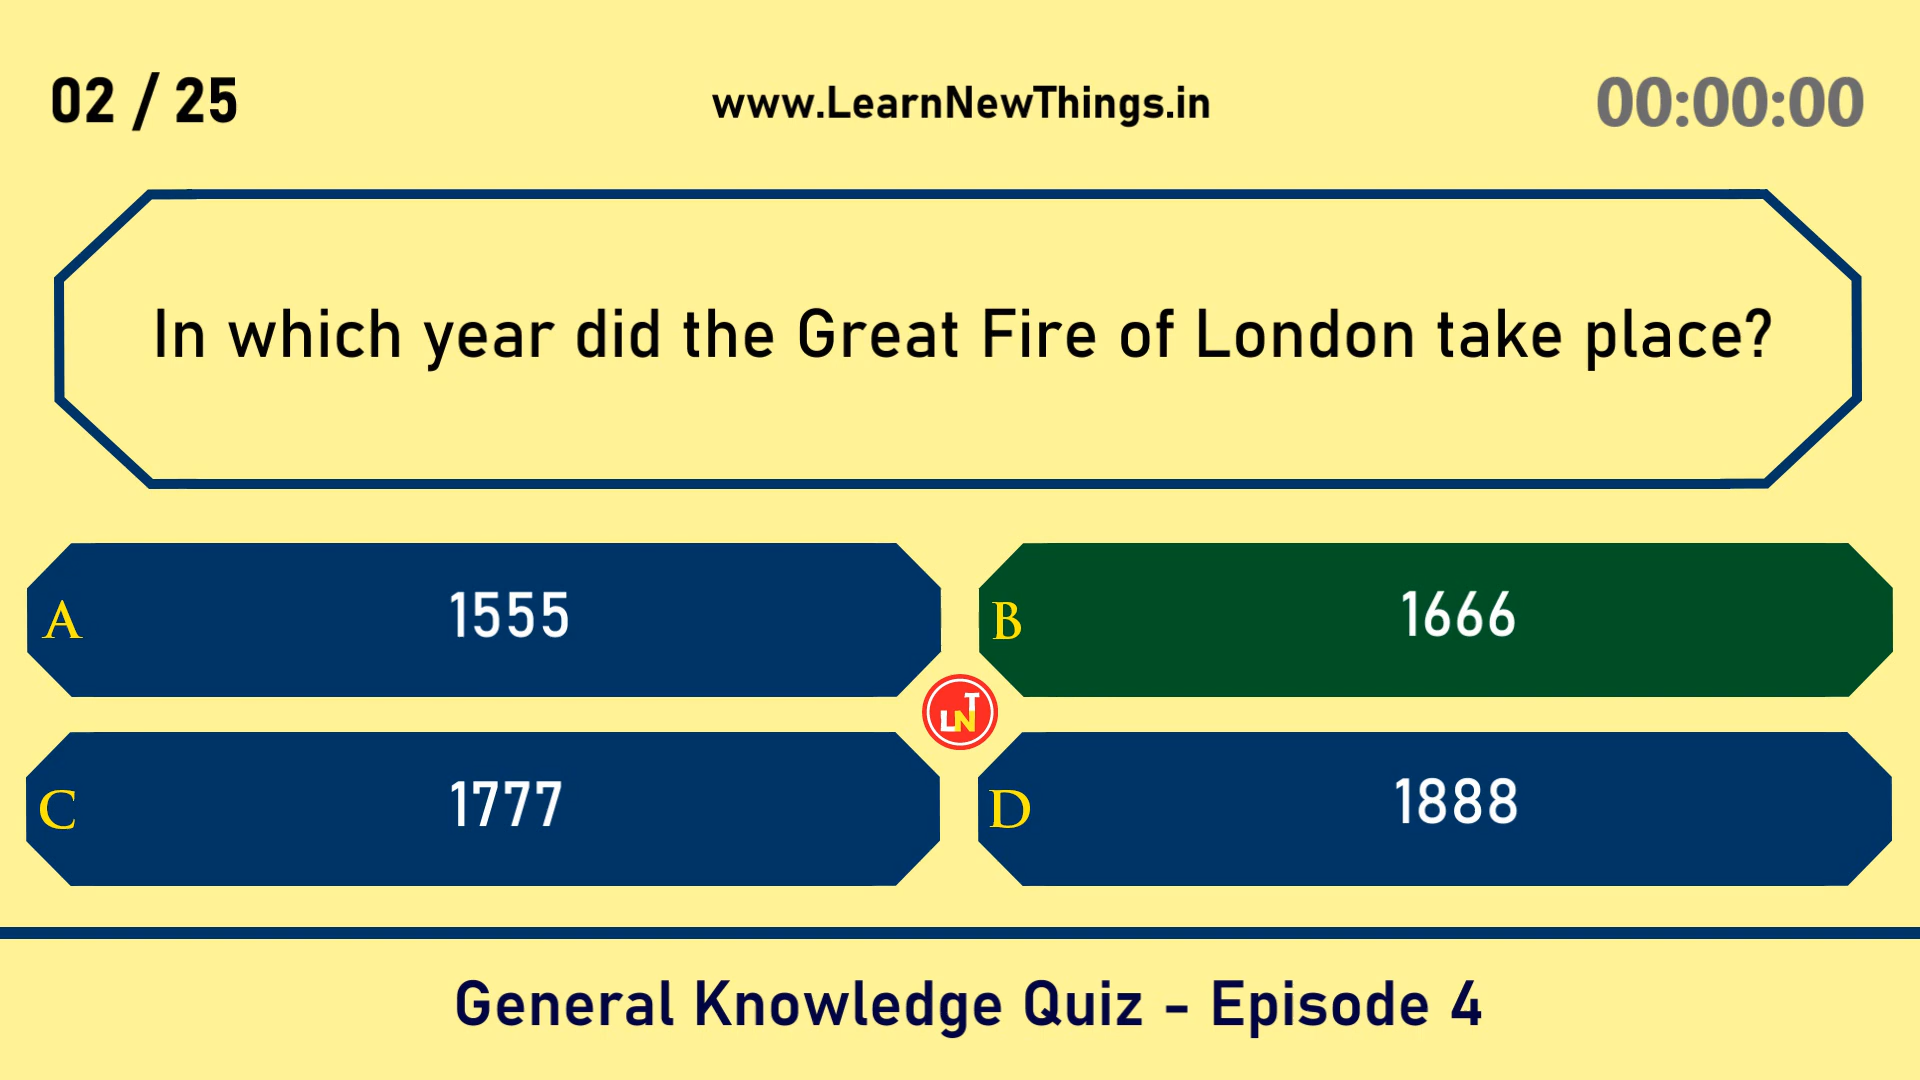 02 / 25
www.LearnNewThings.in
00:00:00
In which year did the Great Fire of London take place?
A 1555
B 1666
LNT
C 1777
D 1888
General Knowledge Quiz - Episode 4